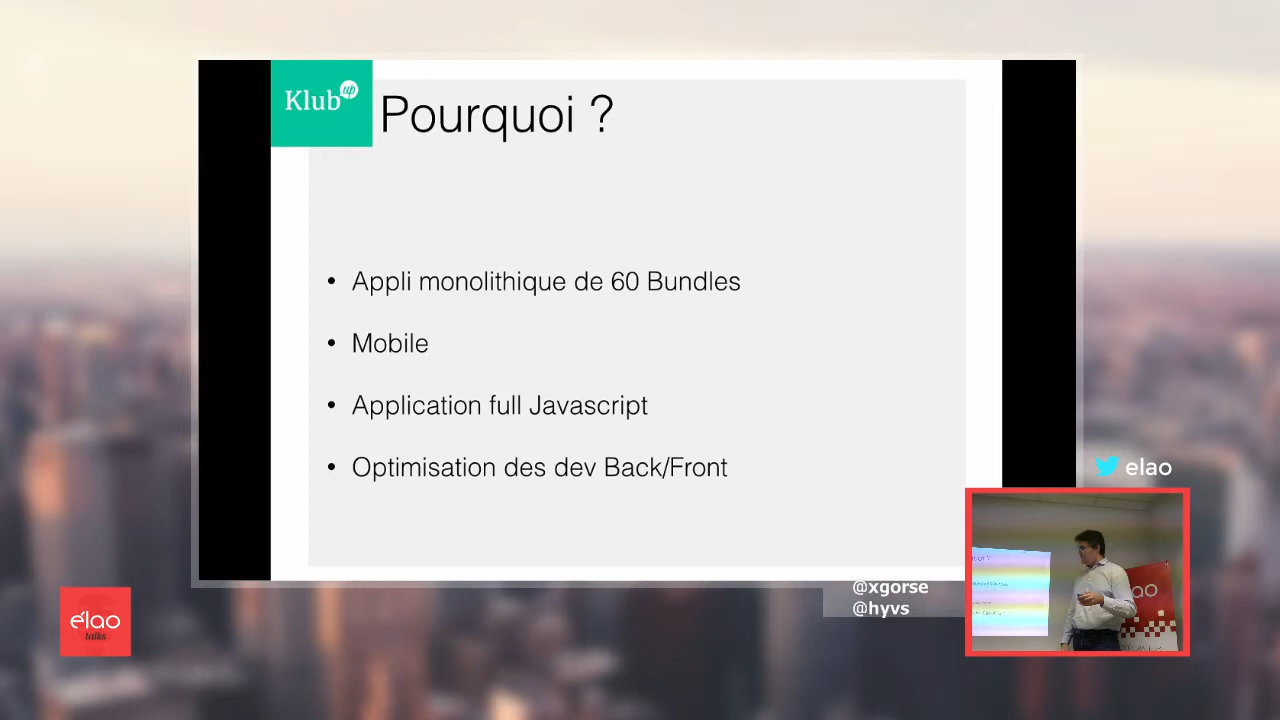 Klub up
Pourquoi ?
• Appli monolithique de 60 Bundles
• Mobile
• Application full Javascript
• Optimisation des dev Back/Front
elao
@xgorse
@hyvs
élao
talks